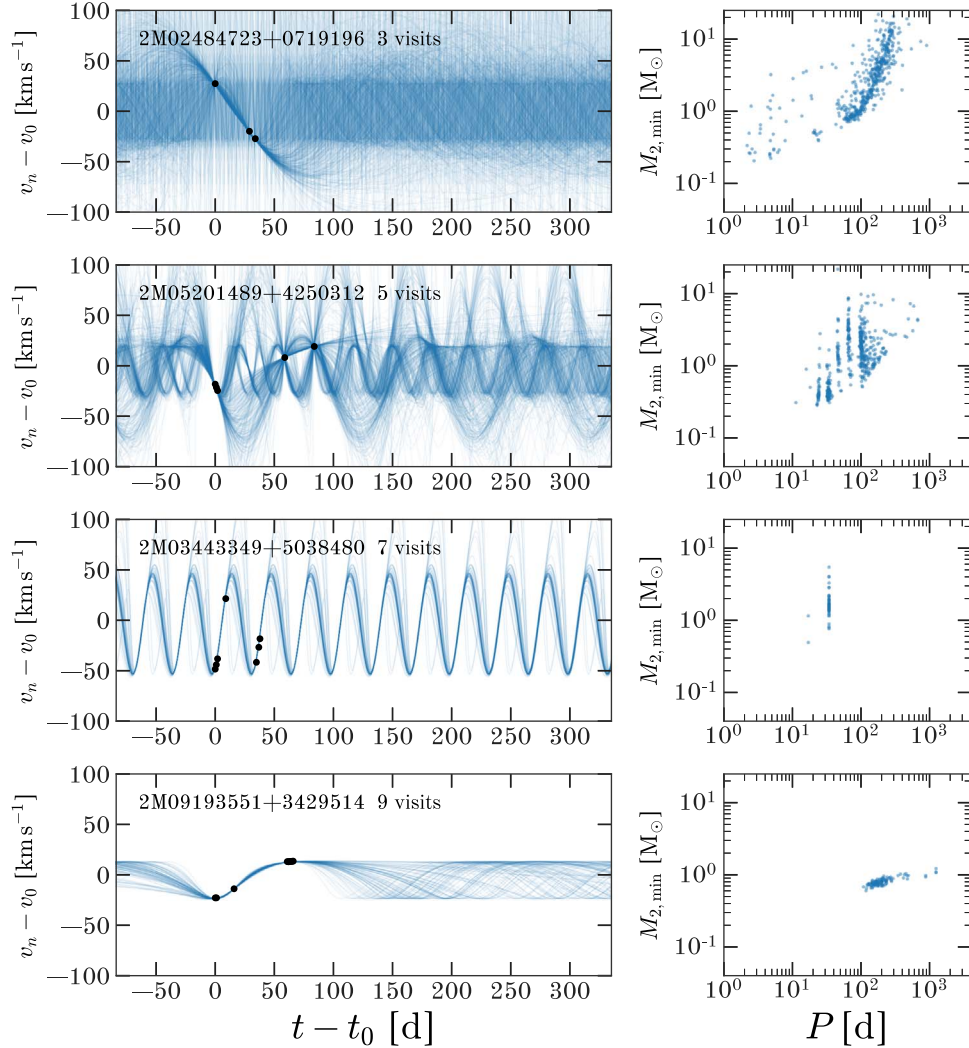 100
50
0
−50
−100
v_n − v_0 [km s^−1]
2M02484723+0719196 3 visits
−50 0 50 100 150 200 250 300
10^1
10^0
10^−1
M_2,min [M_⊙]
10^0 10^1 10^2 10^3
100
50
0
−50
−100
v_n − v_0 [km s^−1]
2M05201489+4250312 5 visits
−50 0 50 100 150 200 250 300
10^1
10^0
10^−1
M_2,min [M_⊙]
10^0 10^1 10^2 10^3
100
50
0
−50
−100
v_n − v_0 [km s^−1]
2M03443349+5038480 7 visits
−50 0 50 100 150 200 250 300
10^1
10^0
10^−1
M_2,min [M_⊙]
10^0 10^1 10^2 10^3
100
50
0
−50
−100
v_n − v_0 [km s^−1]
2M09193551+3429514 9 visits
−50 0 50 100 150 200 250 300
t − t_0 [d]
10^1
10^0
10^−1
M_2,min [M_⊙]
10^0 10^1 10^2 10^3
P [d]